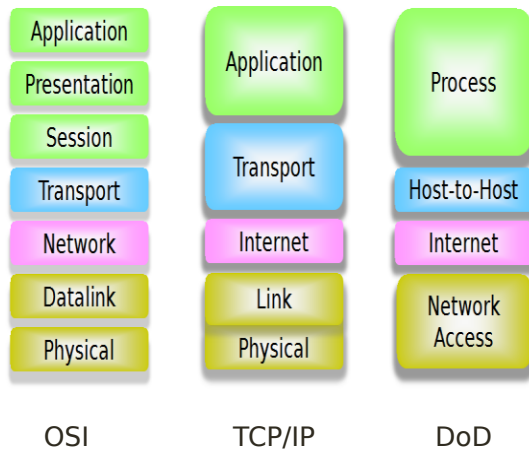 Application
Presentation
Session
Transport
Network
Datalink
Physical
OSI
Application
Transport
Internet
Link
Physical
TCP/IP
Process
Host-to-Host
Internet
Network
Access
DoD